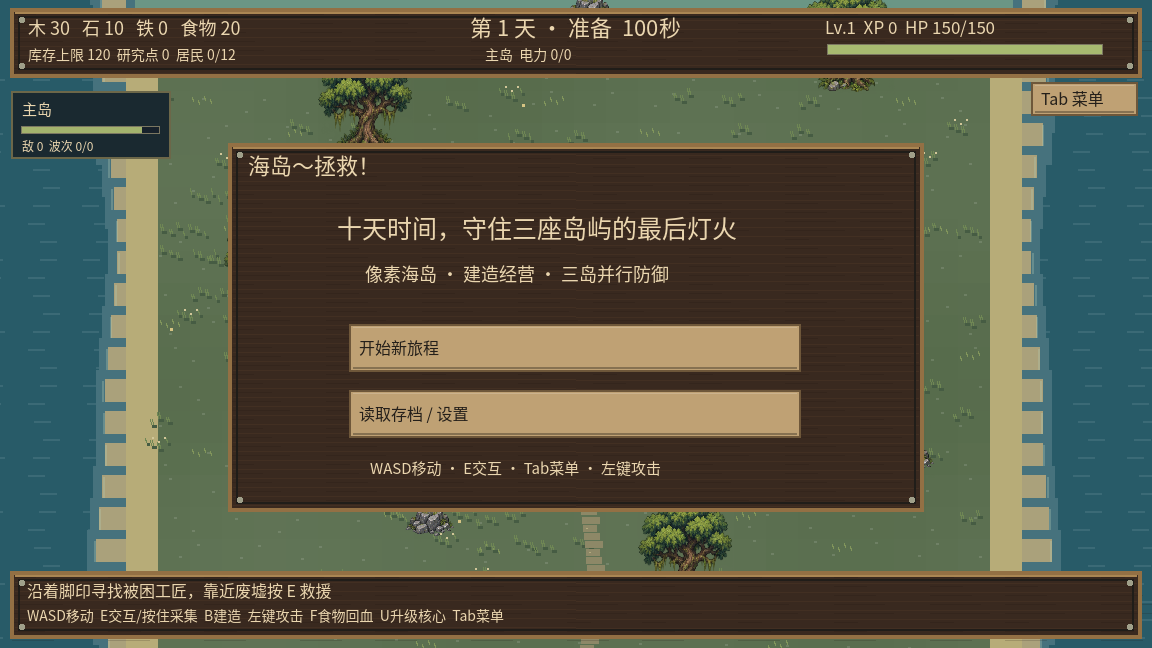 木 30 石 10 铁 0 食物 20
第 1 天 · 准备 100秒
Lv.1 XP 0 HP 150/150
库存上限 120 研究点 0 居民 0/12
主岛 电力 0/0
主岛
敌 0 波次 0/0
Tab 菜单
海岛～拯救！
十天时间，守住三座岛屿的最后灯火
像素海岛 · 建造经营 · 三岛并行防御
开始新旅程
读取存档 / 设置
WASD移动 · E交互 · Tab菜单 · 左键攻击
沿着脚印寻找被困工匠，靠近废墟按 E 救援
WASD移动 E交互/按住采集 B建造 左键攻击 F食物回血 U升级核心 Tab菜单